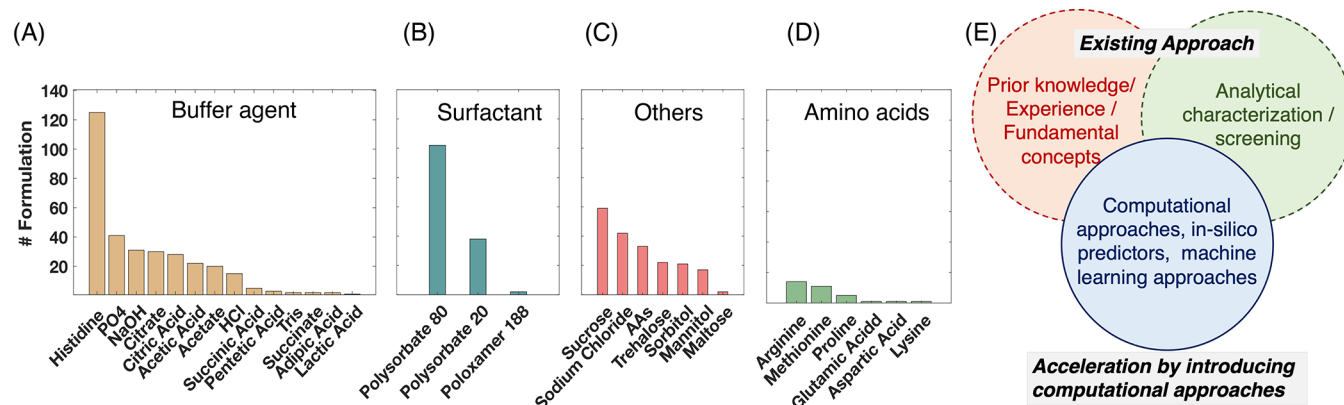 (A)
(B)
(C)
(D)
(E)
# Formulation
140
120
100
80
60
40
20
Buffer agent
Histidine
PO4
NaOH
Citrate
Citric Acid
Acetic Acid
Acetate
HCl
Succinic Acid
Pentetic Acid
Tris
Succinate
Adipic Acid
Lactic Acid
Surfactant
Polysorbate 80
Polysorbate 20
Poloxamer 188
Others
Sucrose
Sodium Chloride
AAs
Trehalose
Sorbitol
Mannitol
Maltose
Amino acids
Arginine
Methionine
Proline
Glutamic Acidd
Aspartic Acid
Lysine
Existing Approach
Prior knowledge/
Experience /
Fundamental
concepts
Analytical
characterization /
screening
Computational
approaches, in-silico
predictors, machine
learning approaches
Acceleration by introducing
computational approaches